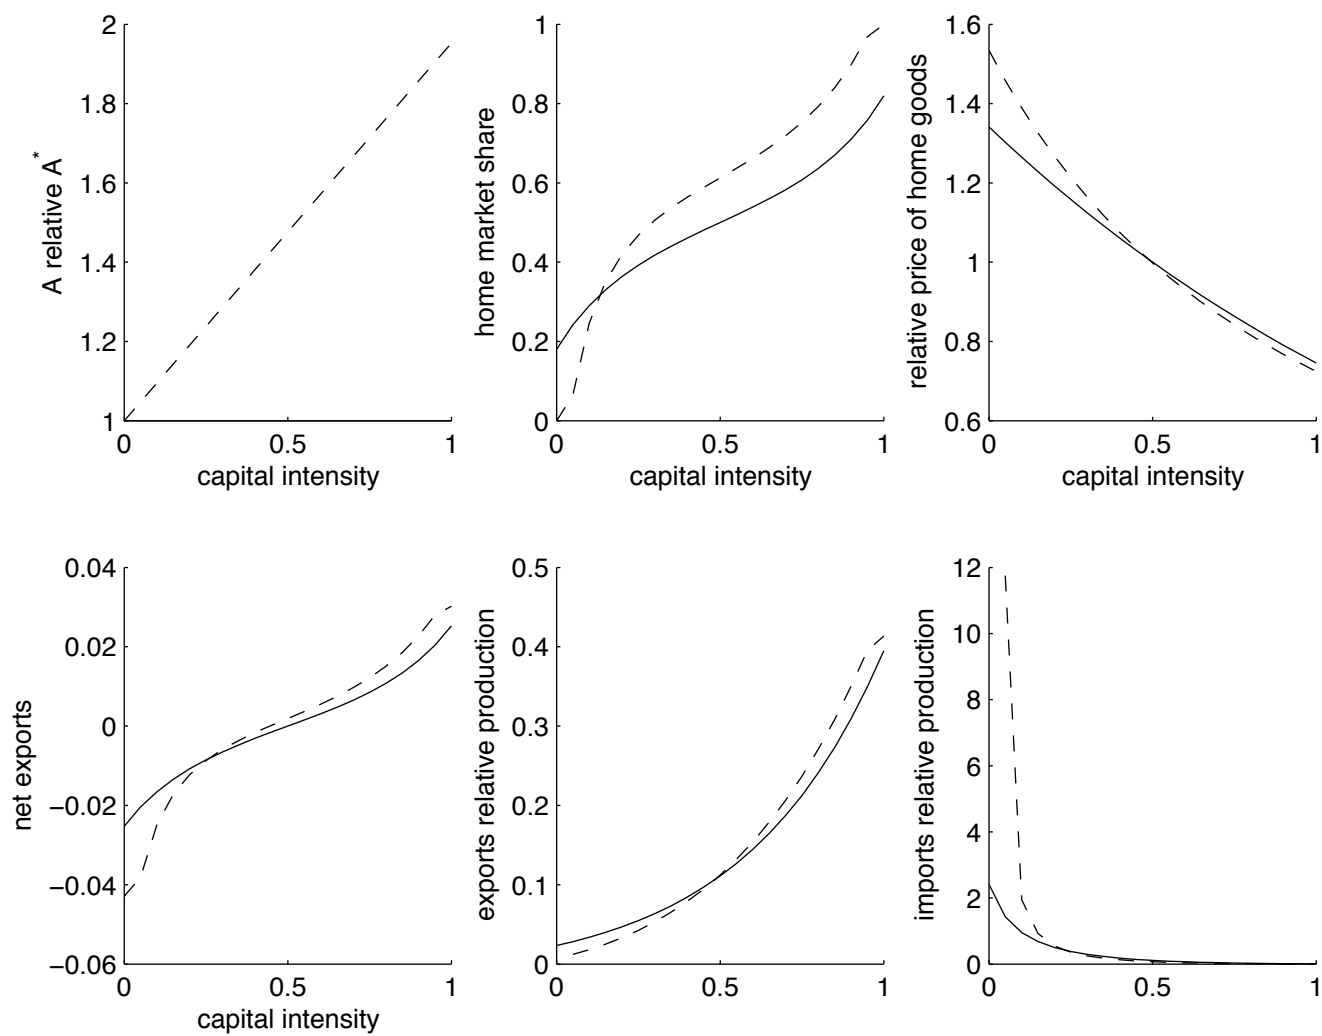 A relative A*
2
1.8
1.6
1.4
1.2
1
0 0.5 1
capital intensity
home market share
1
0.8
0.6
0.4
0.2
0
0 0.5 1
capital intensity
relative price of home goods
1.6
1.4
1.2
1
0.8
0.6
0 0.5 1
capital intensity
net exports
0.04
0.02
0
−0.02
−0.04
−0.06
0 0.5 1
capital intensity
exports relative production
0.5
0.4
0.3
0.2
0.1
0
0 0.5 1
imports relative production
12
10
8
6
4
2
0
0 0.5 1